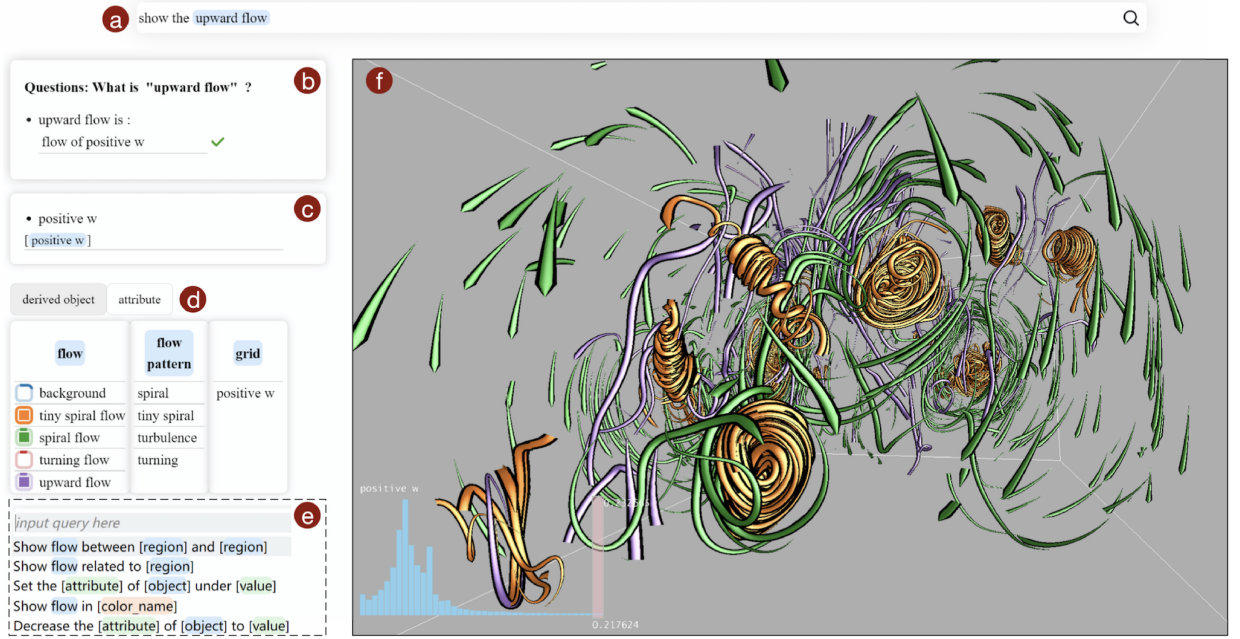 a show the upward flow
b
Questions: What is "upward flow" ?
• upward flow is :
flow of positive w
c
• positive w
[ positive w ]
derived object attribute d
flow flow pattern grid
background spiral positive w
tiny spiral flow tiny spiral
spiral flow turbulence
turning flow turning
upward flow
e
input query here
Show flow between [region] and [region]
Show flow related to [region]
Set the [attribute] of [object] under [value]
Show flow in [color_name]
Decrease the [attribute] of [object] to [value]
f
positive w
0.217624